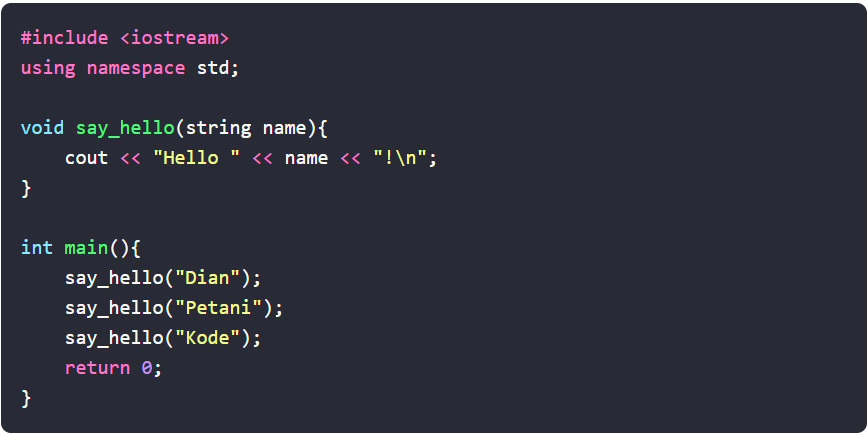 #include <iostream>
using namespace std;

void say_hello(string name){
    cout << "Hello " << name << "!\n";
}

int main(){
    say_hello("Dian");
    say_hello("Petani");
    say_hello("Kode");
    return 0;
}